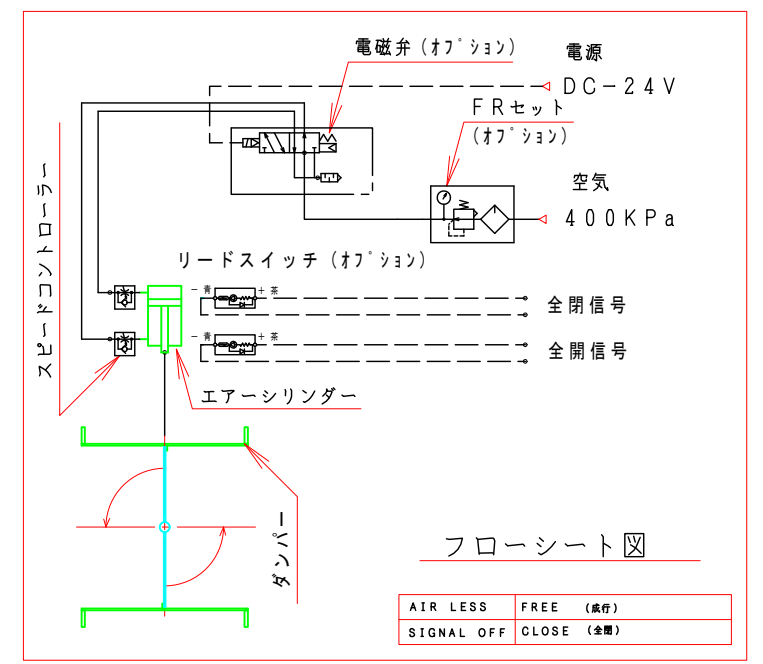 電磁弁 (オプション)
電源
DC-24V
FRセット
(オプション)
空気
400KPa
スピードコントローラー
リードスイッチ (オプション)
- 青
+ 茶
全閉信号
- 青
+ 茶
全開信号
エアーシリンダー
ダンパー
フローシート図
AIR LESS FREE (成行)
SIGNAL OFF CLOSE (全閉)